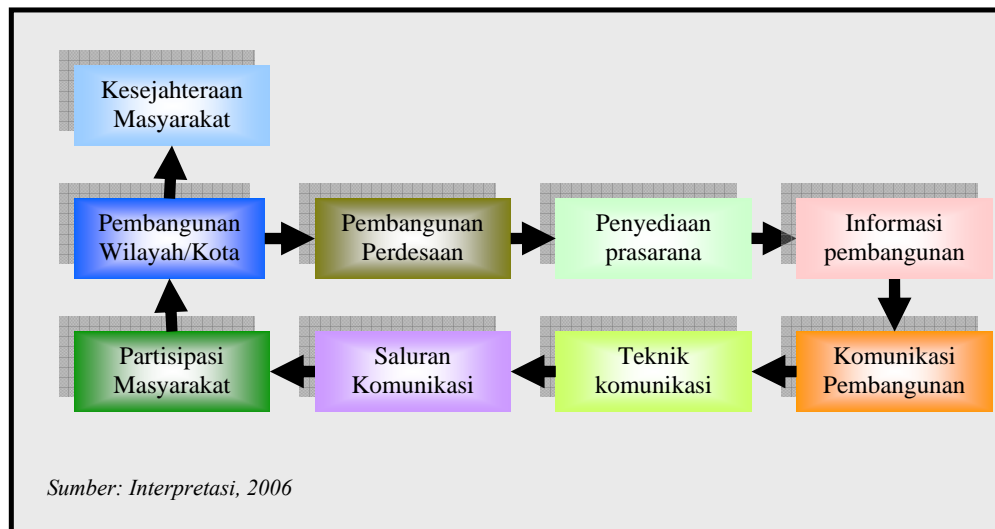 Kesejahteraan
Masyarakat
Pembangunan
Wilayah/Kota
Pembangunan
Perdesaan
Penyediaan
prasarana
Informasi
pembangunan
Partisipasi
Masyarakat
Saluran
Komunikasi
Teknik
komunikasi
Komunikasi
Pembangunan
Sumber: Interpretasi, 2006